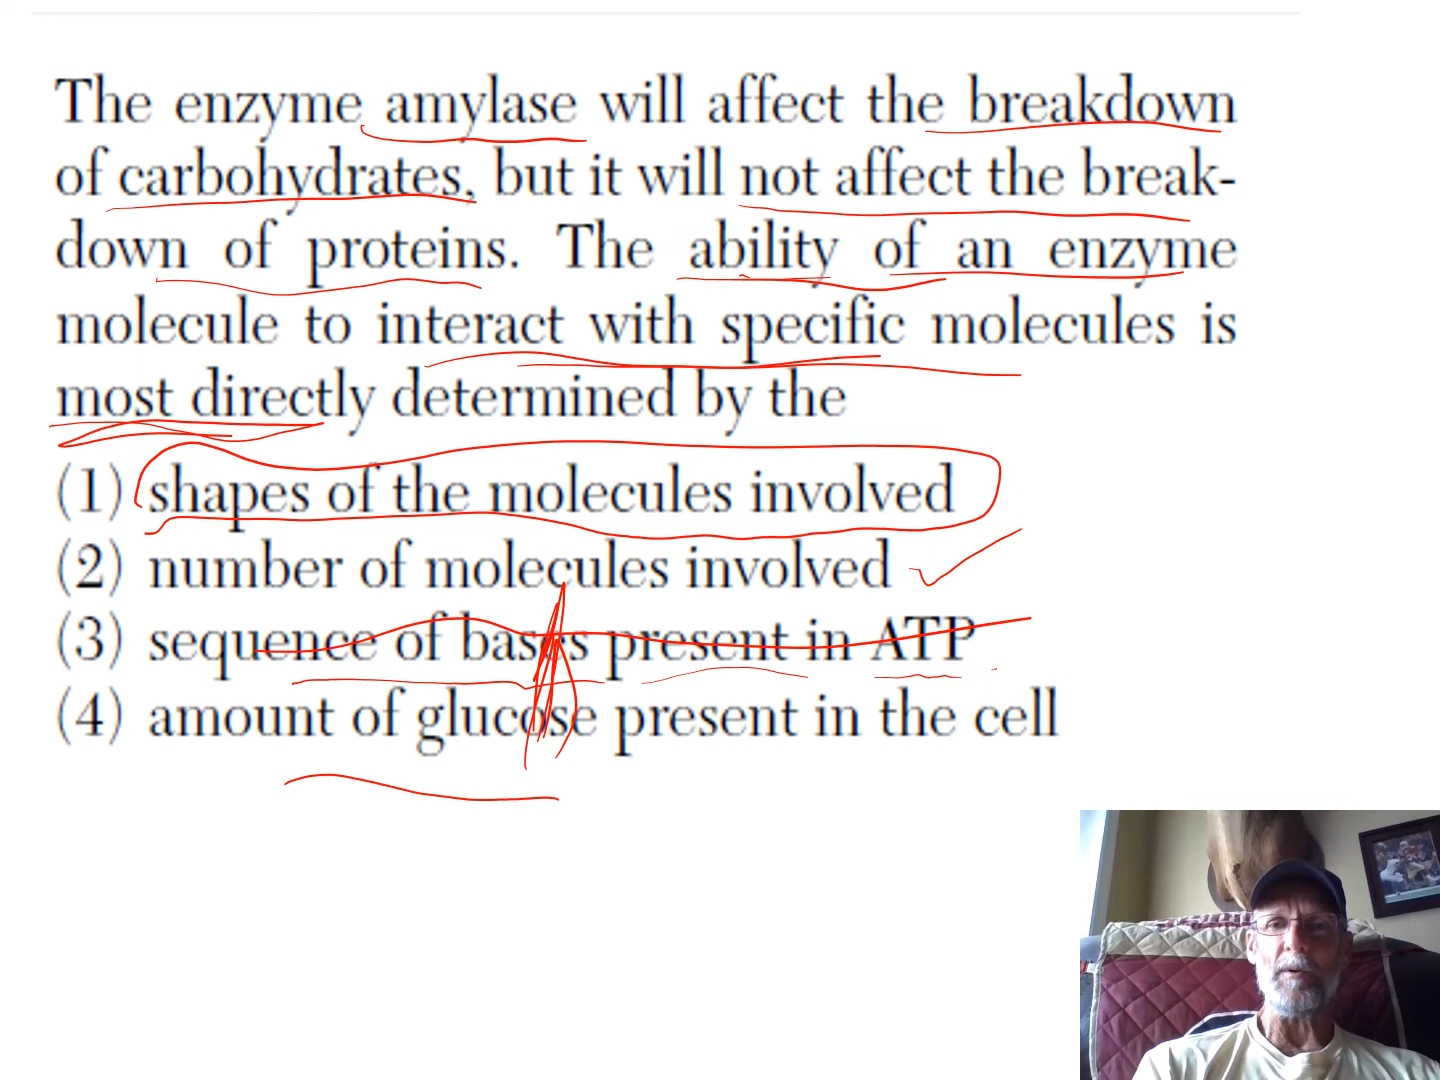 The enzyme amylase will affect the breakdown
of carbohydrates, but it will not affect the break-
down of proteins. The ability of an enzyme
molecule to interact with specific molecules is
most directly determined by the
(1) shapes of the molecules involved
(2) number of molecules involved
(3) sequence of bases present in ATP
(4) amount of glucose present in the cell